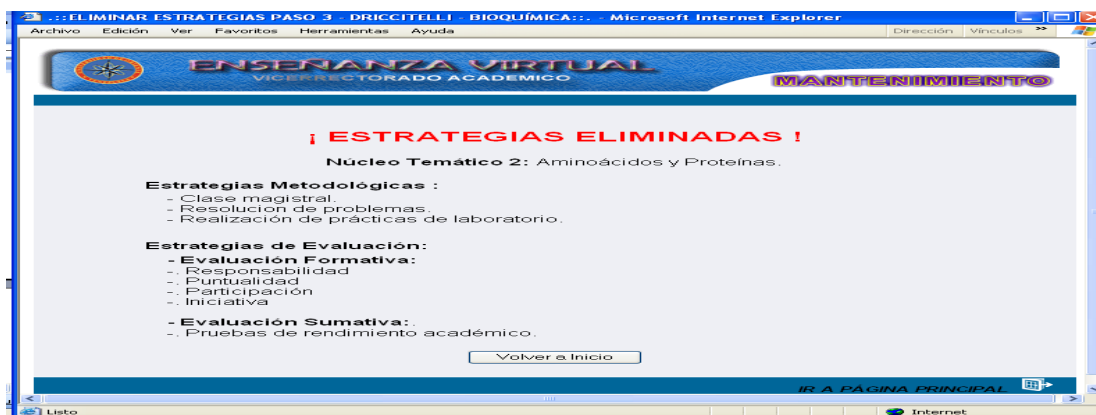 .::ELIMINAR ESTRATEGIAS PASO 3 - DRICCITELLI - BIOQUÍMICA::. - Microsoft Internet Explorer
Archivo Edición Ver Favoritos Herramientas Ayuda Dirección Vínculos »
ENSEÑANZA VIRTUAL
VICERRECTORADO ACADEMICO
MANTENIMIENTO
¡ ESTRATEGIAS ELIMINADAS !
Núcleo Temático 2: Aminoácidos y Proteínas.
Estrategias Metodológicas :
- Clase magistral.
- Resolucion de problemas.
- Realización de prácticas de laboratorio.
Estrategias de Evaluación:
- Evaluación Formativa:
-. Responsabilidad
-. Puntualidad
-. Participación
-. Iniciativa
- Evaluación Sumativa:.
-. Pruebas de rendimiento académico.
Volver a Inicio
IR A PÁGINA PRINCIPAL
Listo Internet